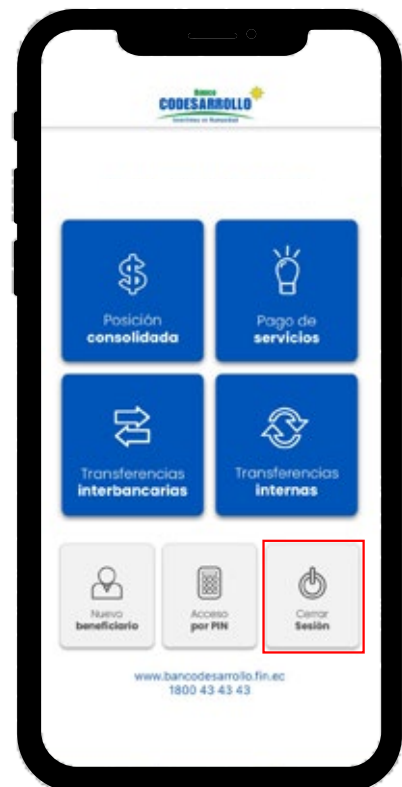 Banco
CODESARROLLO
Posición
consolidada
Pago de
servicios
Transferencias
interbancarias
Transferencias
internas
Nuevo
beneficiario
Acceso
por PIN
Cerrar
Sesión
www.bancodesarrollo.fin.ec
1800 43 43 43